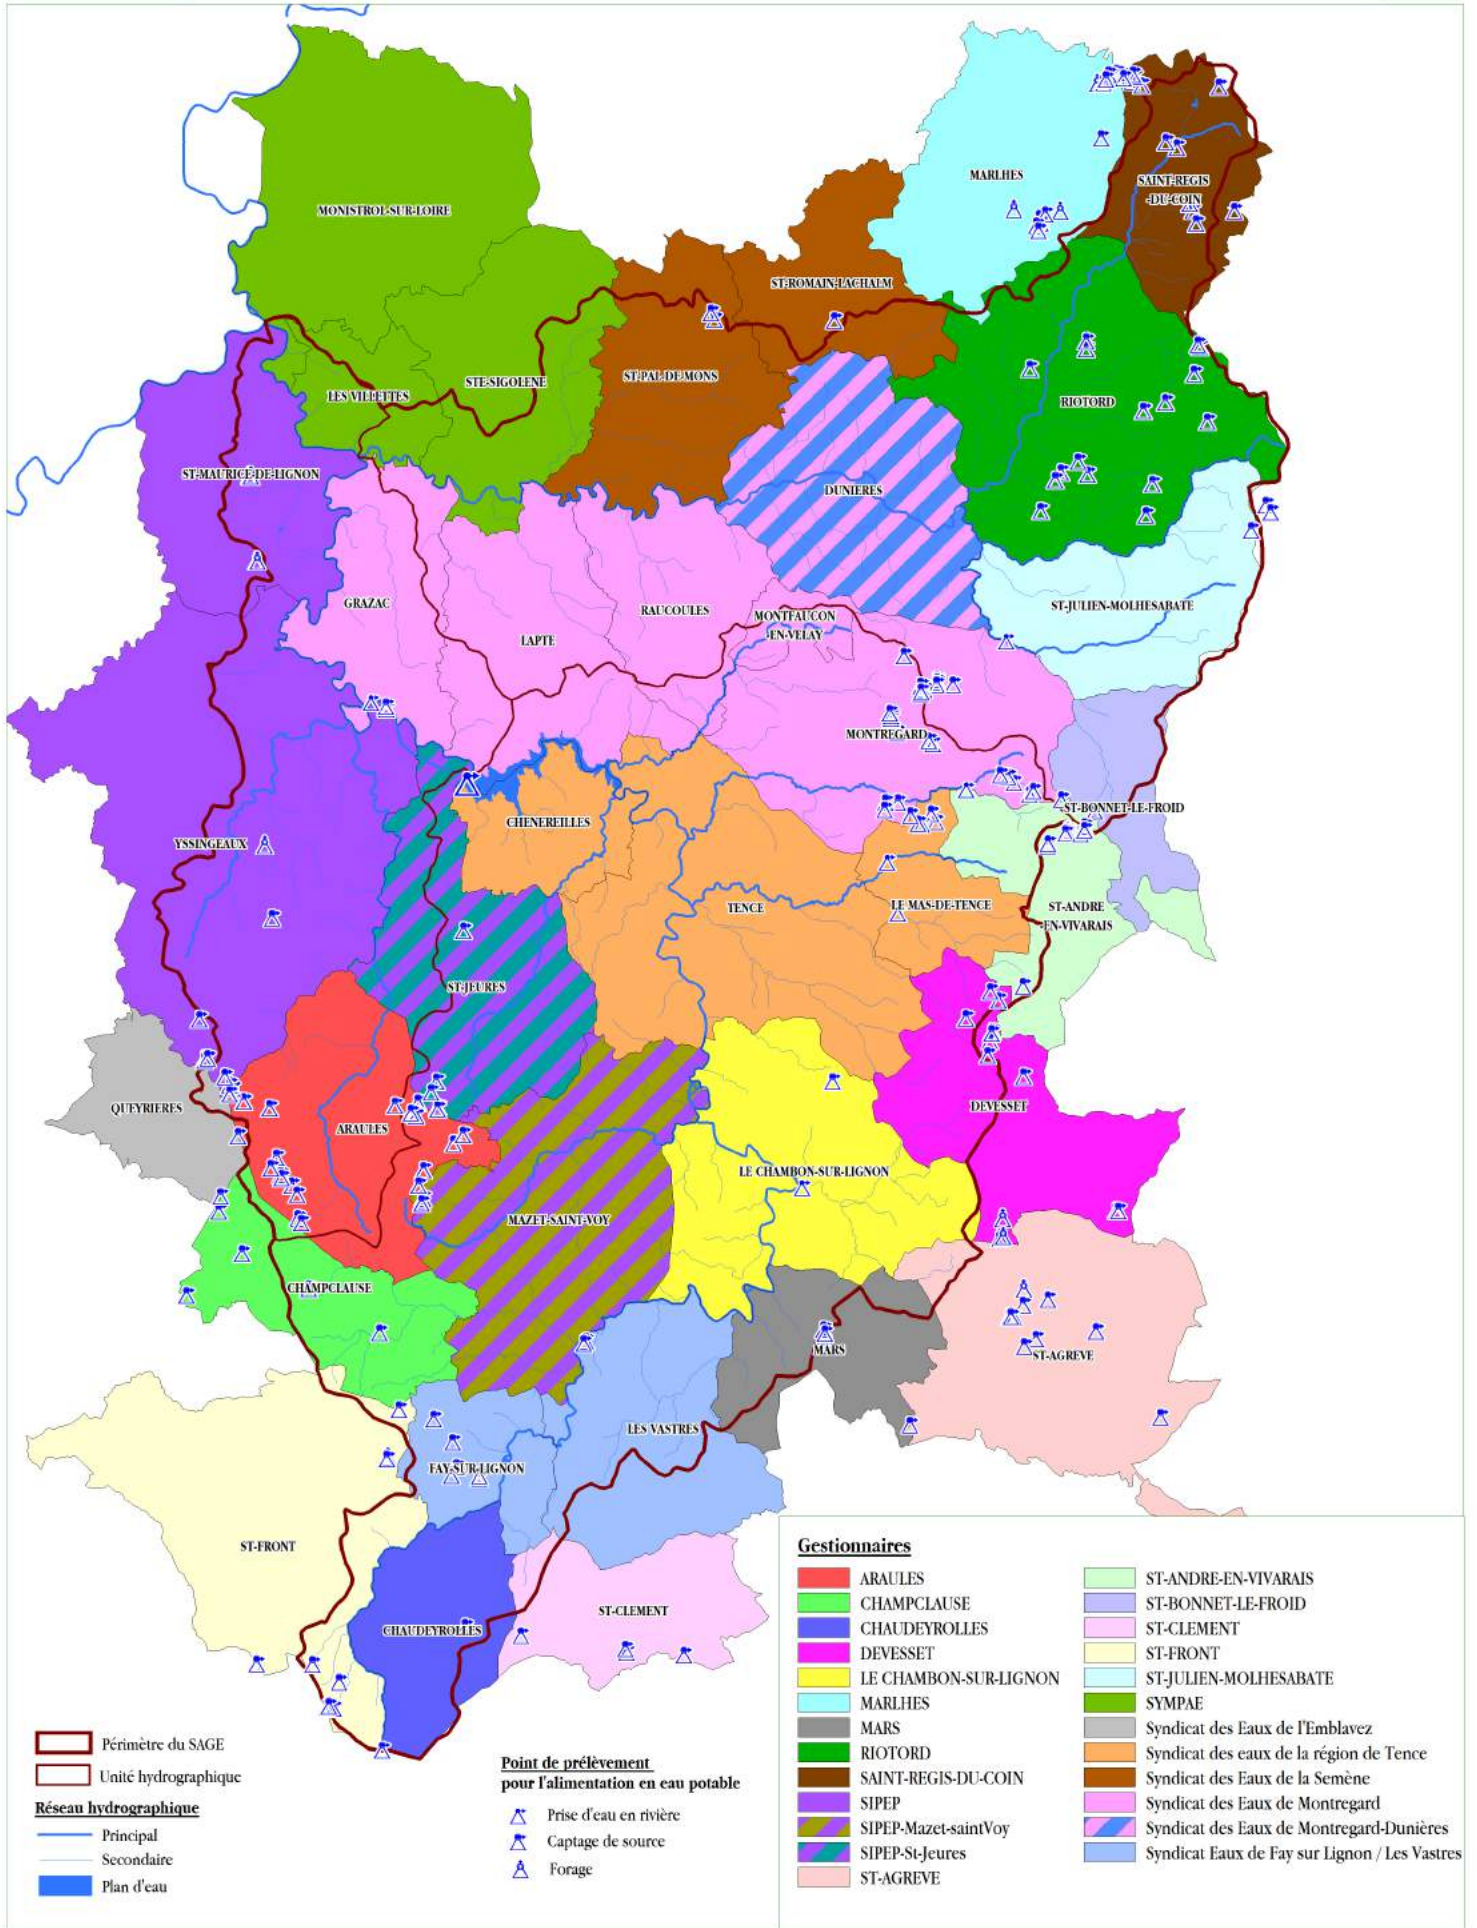 MARLHES
SAINT-REGIS
-DU-COIN
MONISTROL-SUR-LOIRE
ST-ROMAIN-LACHALM
STE-SIGOLENE
ST-PAL-DE-MONS
LES VILLETTES
RIOTORD
ST-MAURICE-DE-LIGNON
DUNIERES
GRAZAC
RAUCOULES
ST-JULIEN-MOLHESABATE
MONTFAUCON
-EN-VELAY
LAPTE
MONTREGARD
ST-BONNET-LE-FROID
CHENEREILLES
YSSINGEAUX
TENCE
LE MAS-DE-TENCE
ST-ANDRE
-EN-VIVARAIS
ST-JEURES
QUEYRIERES
DEVESSET
ARAULES
LE CHAMBON-SUR-LIGNON
MAZET-SAINT-VOY
CHAMPCLAUSE
MARS
ST-AGREVE
LES VASTRES
FAY-SUR-LIGNON
ST-FRONT
ST-CLEMENT
CHAUDEYROLLES
Périmètre du SAGE
Unité hydrographique
Réseau hydrographique
Principal
Secondaire
Plan d'eau
Point de prélèvement
pour l'alimentation en eau potable
Prise d'eau en rivière
Captage de source
Forage
Gestionnaires
ARAULES
CHAMPCLAUSE
CHAUDEYROLLES
DEVESSET
LE CHAMBON-SUR-LIGNON
MARLHES
MARS
RIOTORD
SAINT-REGIS-DU-COIN
SIPEP
SIPEP-Mazet-saintVoy
SIPEP-St-Jeures
ST-AGREVE
ST-ANDRE-EN-VIVARAIS
ST-BONNET-LE-FROID
ST-CLEMENT
ST-FRONT
ST-JULIEN-MOLHESABATE
SYMPAE
Syndicat des Eaux de l'Emblavez
Syndicat des eaux de la région de Tence
Syndicat des Eaux de la Semène
Syndicat des Eaux de Montregard
Syndicat des Eaux de Montregard-Dunières
Syndicat Eaux de Fay sur Lignon / Les Vastres